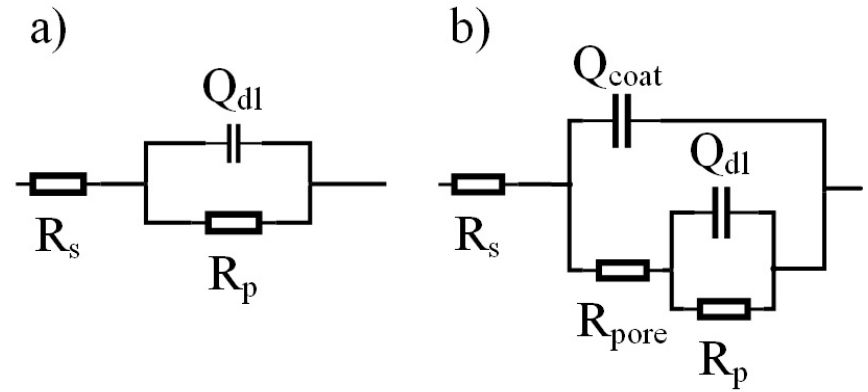 a)
Q_dl
R_s
R_p
b)
Q_coat
Q_dl
R_s
R_pore
R_p